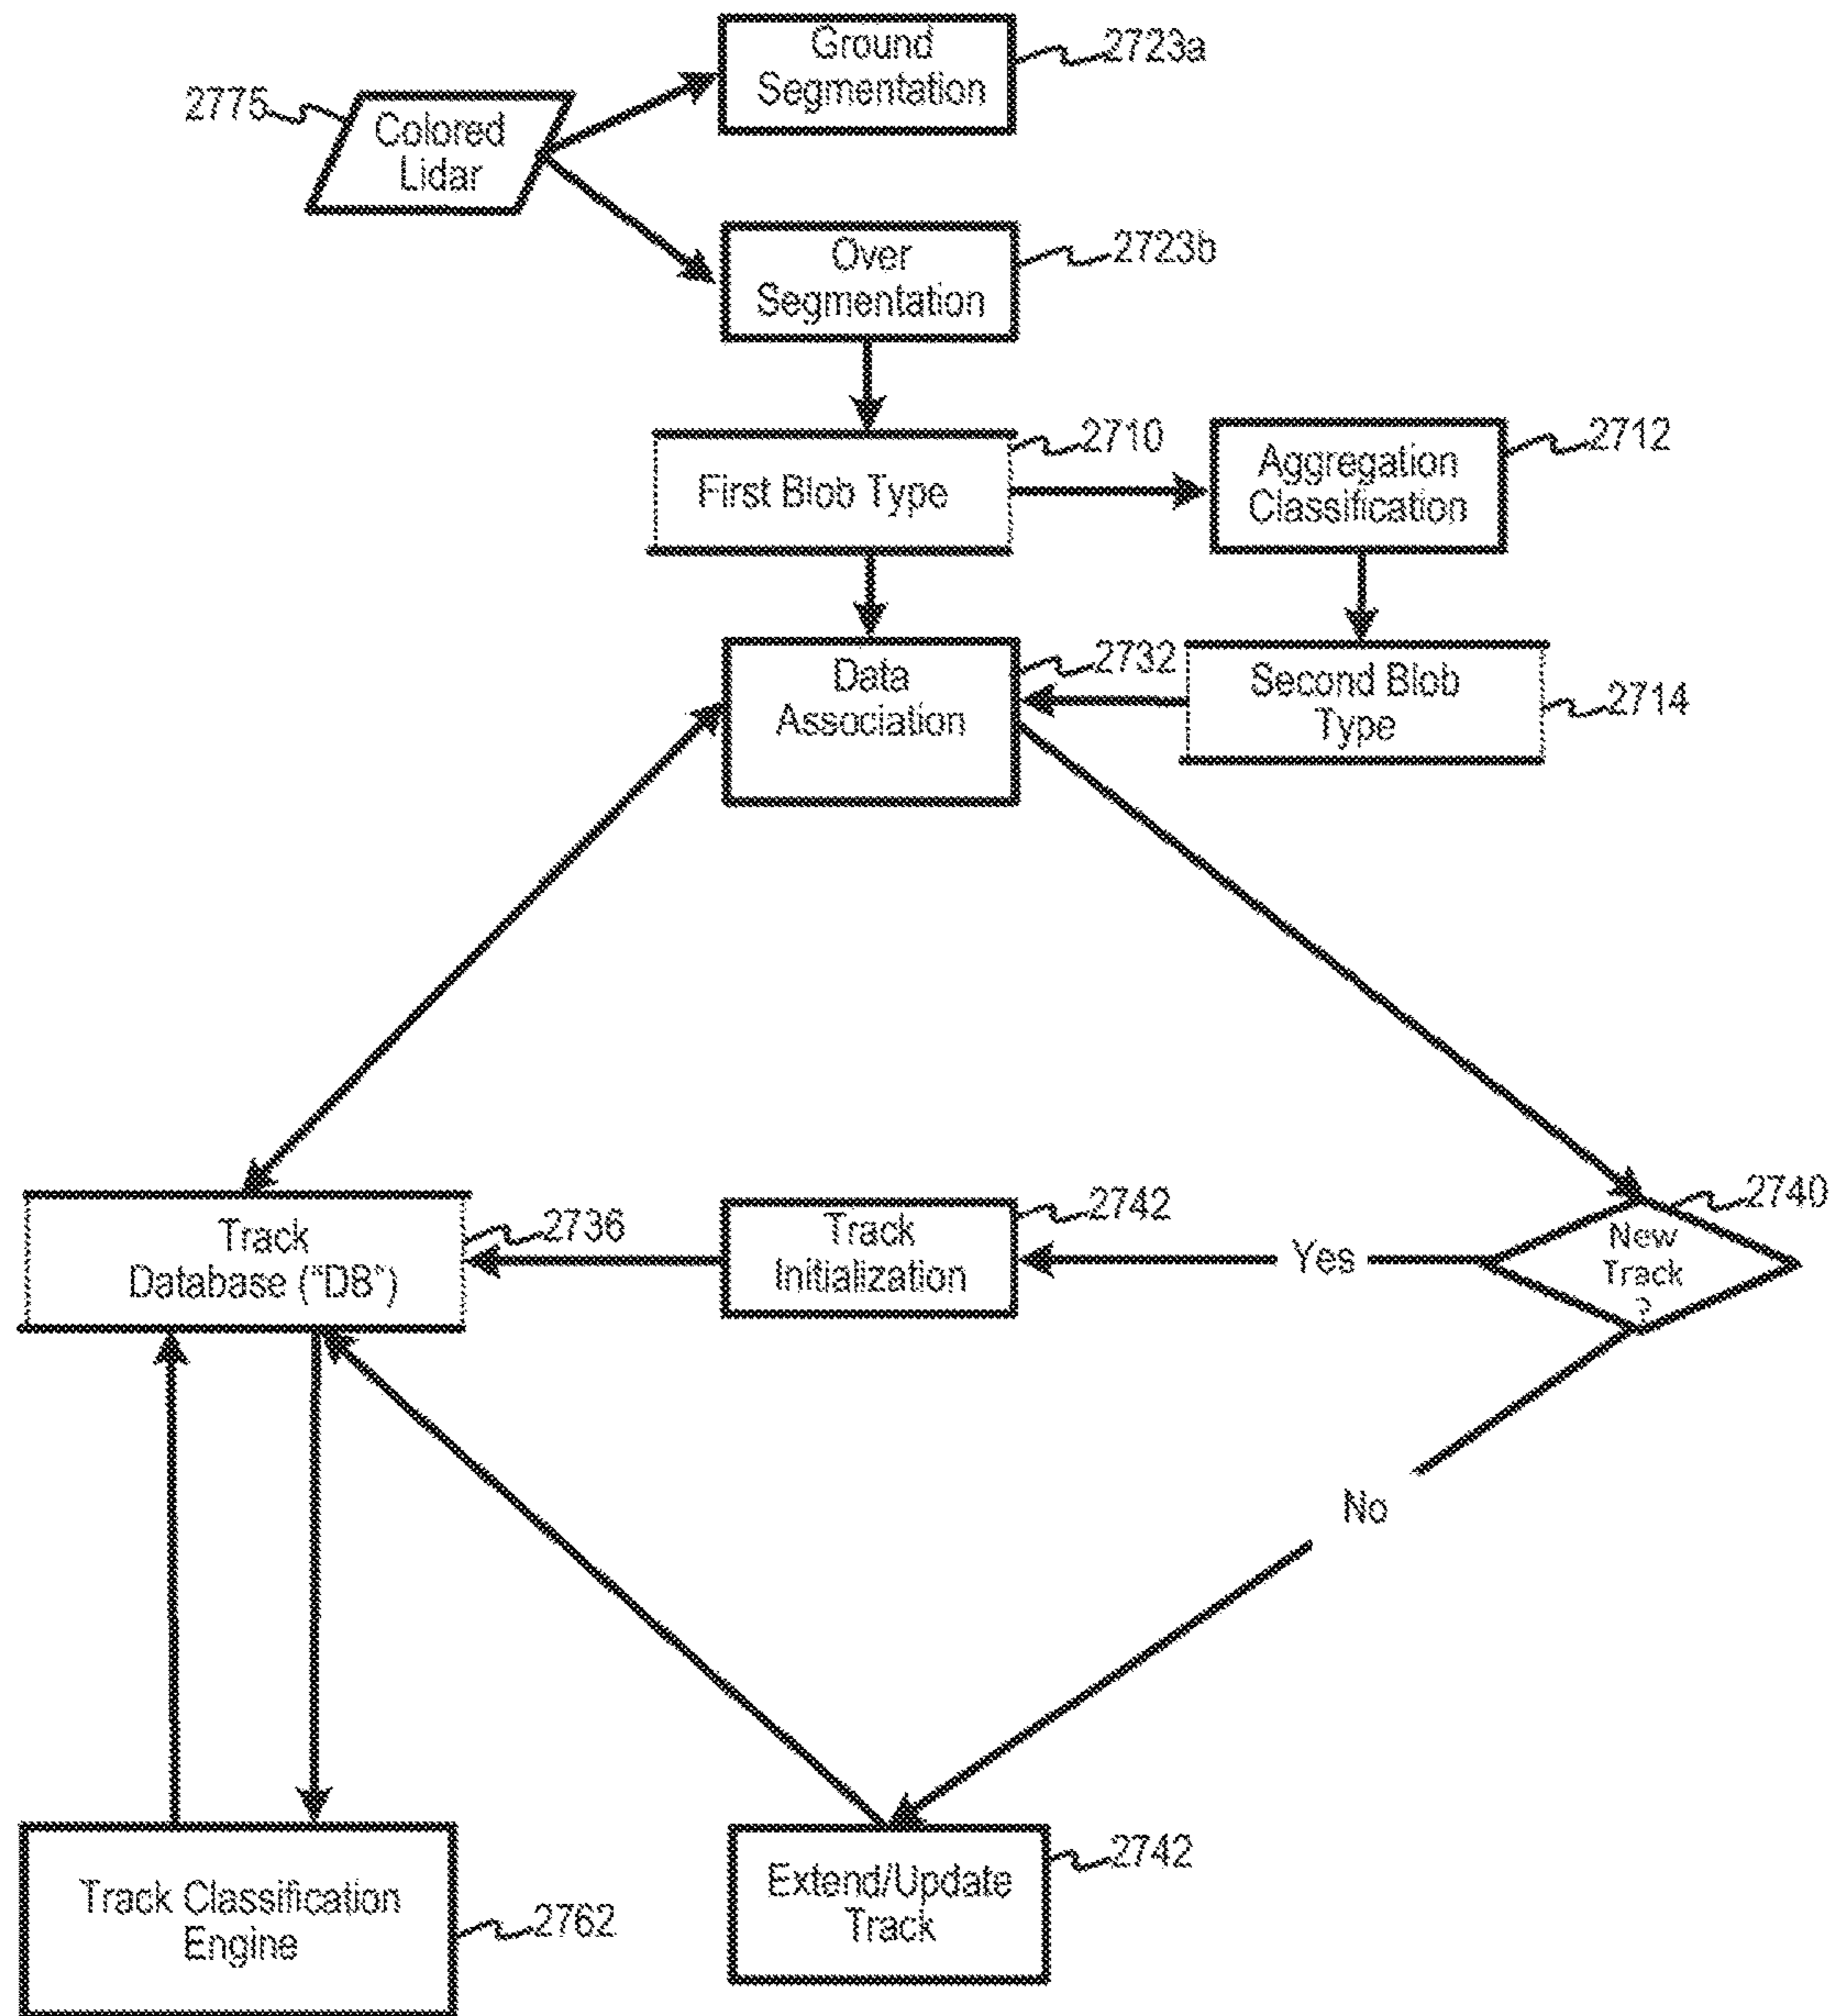 Ground
Segmentation
2723a
2775
Colored
Lidar
Over
Segmentation
2723b
First Blob Type
2710
Aggregation
Classification
2712
Data
Association
2732
Second Blob
Type
2714
Track
Database ("DB")
2736
Track
Initialization
2742
Yes
New
Track
?
2740
No
Track Classification
Engine
2762
Extend/Update
Track
2742